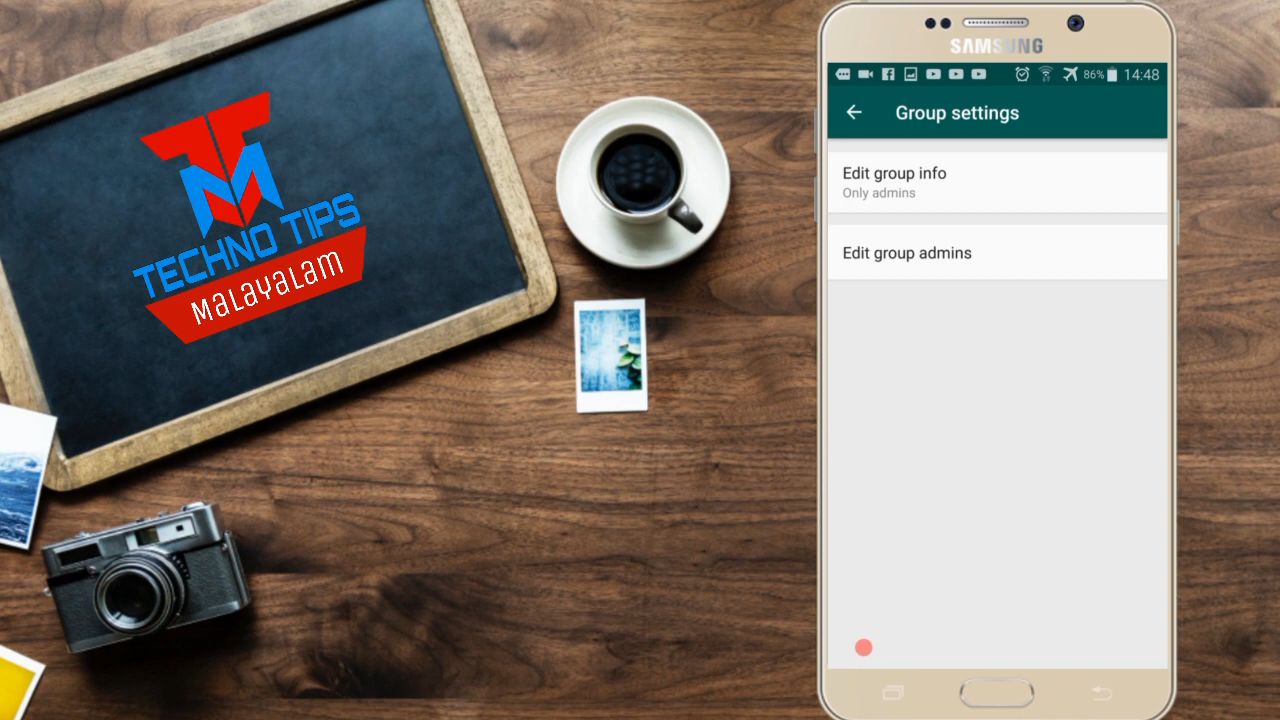 TECHNO TIPS
Malayalam
SAMSUNG
86% 14:48
Group settings
Edit group info
Only admins
Edit group admins